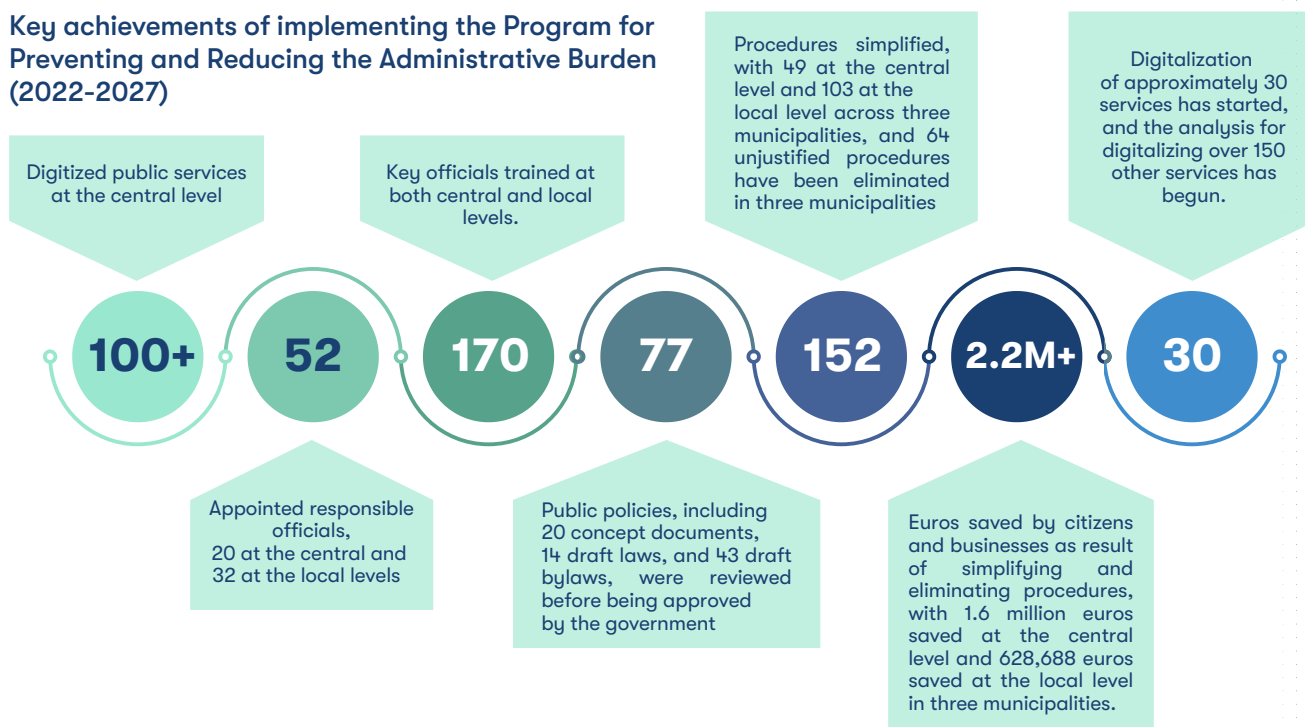 Key achievements of implementing the Program for
Preventing and Reducing the Administrative Burden
(2022-2027)
Digitized public services
at the central level
Key officials trained at
both central and local
levels.
Procedures simplified,
with 49 at the central
level and 103 at the
local level across three
municipalities, and 64
unjustified procedures
have been eliminated
in three municipalities
Digitalization
of approximately 30
services has started,
and the analysis for
digitalizing over 150
other services has
begun.
100+
52
170
77
152
2.2M+
30
Appointed responsible
officials,
20 at the central and
32 at the local levels
Public policies, including
20 concept documents,
14 draft laws, and 43 draft
bylaws, were reviewed
before being approved
by the government
Euros saved by citizens
and businesses as result
of simplifying and
eliminating procedures,
with 1.6 million euros
saved at the central
level and 628,688 euros
saved at the local level
in three municipalities.